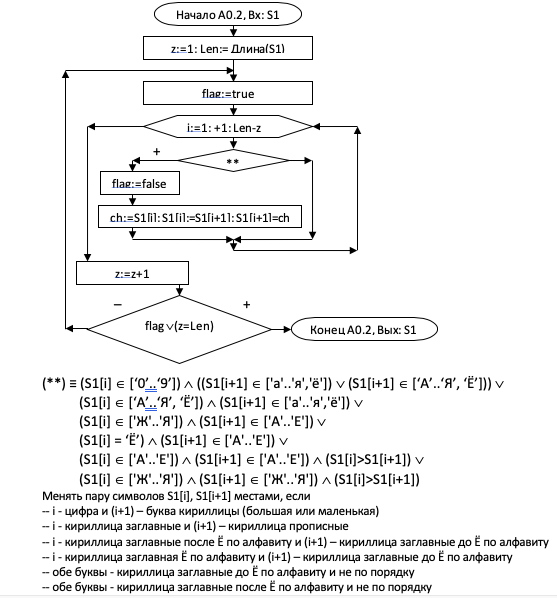 Начало A0.2, Вх: S1
z:=1; Len:= Длина(S1)
flag:=true
i:=1; +1; Len-z
+
**
flag:=false
ch:=S1[i]; S1[i]:=S1[i+1]; S1[i+1]=ch
z:=z+1
–
+
flag ∨(z=Len)
Конец A0.2, Вых: S1
(**) ≡ (S1[i] ∈ [‘0’..‘9’]) ∧ ((S1[i+1] ∈ ['а'..'я','ё']) ∨ (S1[i+1] ∈ [‘А’..‘Я’, ‘Ё’])) ∨
(S1[i] ∈ [‘А’..‘Я’, ‘Ё’]) ∧ (S1[i+1] ∈ ['а'..'я','ё']) ∨
(S1[i] ∈ ['Ж'..'Я']) ∧ (S1[i+1] ∈ ['А'..'Е']) ∨
(S1[i] = ‘Ё’) ∧ (S1[i+1] ∈ ['А'..'Е']) ∨
(S1[i] ∈ ['А'..'Е']) ∧ (S1[i+1] ∈ ['А'..'Е']) ∧ (S1[i]>S1[i+1]) ∨
(S1[i] ∈ ['Ж'..'Я']) ∧ (S1[i+1] ∈ ['Ж'..'Я']) ∧ (S1[i]>S1[i+1])
Менять пару символов S1[i], S1[i+1] местами, если
-- i - цифра и (i+1) – буква кириллицы (большая или маленькая)
-- i - кириллица заглавные и (i+1) – кириллица прописные
-- i - кириллица заглавные после Ё по алфавиту и (i+1) – кириллица заглавные до Ё по алфавиту
-- i - кириллица заглавная Ё по алфавиту и (i+1) – кириллица заглавные до Ё по алфавиту
-- обе буквы - кириллица заглавные до Ё по алфавиту и не по порядку
-- обе буквы - кириллица заглавные после Ё по алфавиту и не по порядку